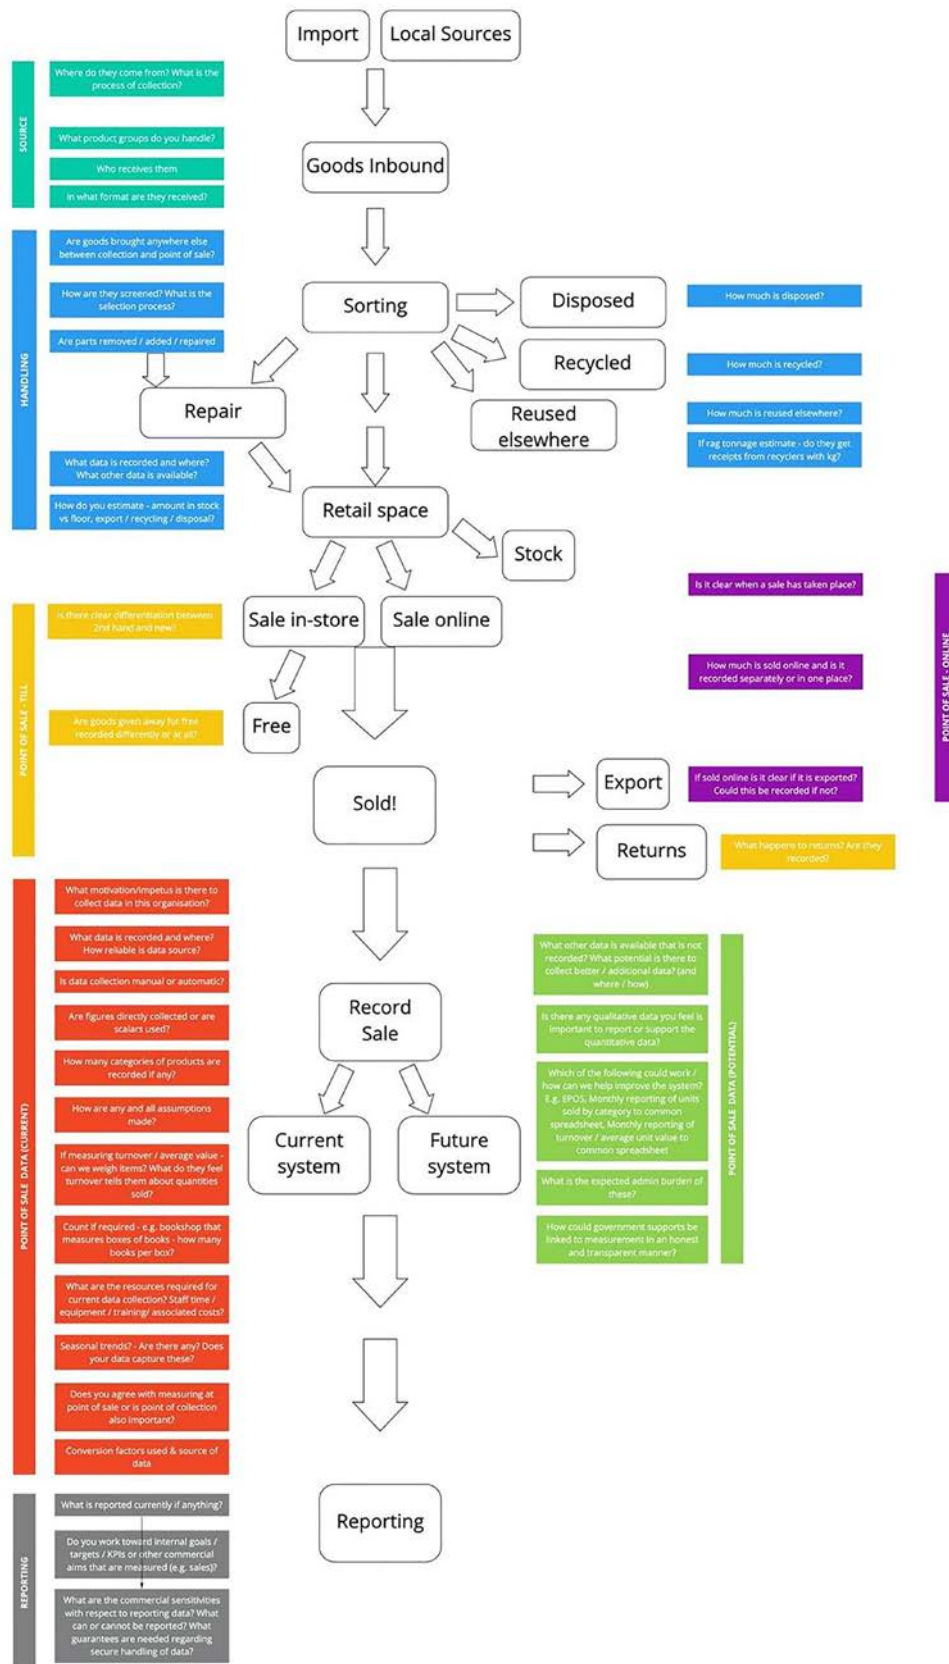 Import
Local Sources
SOURCE
Where do they come from? What is the
process of collection?
What product groups do you handle?
Who receives them
In what format are they received?
Goods Inbound
HANDLING
Are goods brought anywhere else
between collection and point of sale?
How are they screened? What is the
selection process?
Are parts removed / added / repaired
Sorting
Disposed
How much is disposed?
Recycled
How much is recycled?
Repair
Reused
elsewhere
How much is reused elsewhere?
If rag tonnage estimate - do they get
receipts from recyclers with kg?
What data is recorded and where?
What other data is available?
How do you estimate - amount in stock
vs floor, export / recycling / disposal?
Retail space
Stock
POINT OF SALE - TILL
Is there clear differentiation between
2nd hand and new?
Sale in-store
Sale online
Are goods given away for free
recorded differently or at all?
Free
Is it clear when a sale has taken place?
How much is sold online and is it
recorded separately or in one place?
POINT OF SALE - ONLINE
Sold!
Export
If sold online is it clear if it is exported?
Could this be recorded if not?
Returns
What happens to returns? Are they
recorded?
POINT OF SALE DATA (CURRENT)
What motivation/impetus is there to
collect data in this organisation?
What data is recorded and where?
How reliable is data source?
Is data collection manual or automatic?
Are figures directly collected or are
scalars used?
How many categories of products are
recorded if any?
How are any and all assumptions
made?
If measuring turnover / average value -
can we weigh items? What do they feel
turnover tells them about quantities
sold?
Count if required - e.g. bookshop that
measures boxes of books - how many
books per box?
What are the resources required for
current data collection? Staff time /
equipment / training/ associated costs?
Seasonal trends? - Are there any? Does
your data capture these?
Does you agree with measuring at
point of sale or is point of collection
also important?
Conversion factors used & source of
data
Record
Sale
Current
system
Future
system
What other data is available that is not
recorded? What potential is there to
collect better / additional data? (and
where / how)
Is there any qualitative data you feel is
important to report or support the
quantitative data?
Which of the following could work /
how can we help improve the system?
E.g. EPOS, Monthly reporting of units
sold by category to common
spreadsheet, Monthly reporting of
turnover / average unit value to
common spreadsheet
What is the expected admin burden of
these?
How could government supports be
linked to measurement in an honest
and transparent manner?
POINT OF SALE DATA (POTENTIAL)
REPORTING
What is reported currently if anything?
Do you work toward internal goals /
targets / KPIs or other commercial
aims that are measured (e.g. sales)?
What are the commercial sensitivities
with respect to reporting data? What
can or cannot be reported? What
guarantees are needed regarding
secure handling of data?
Reporting